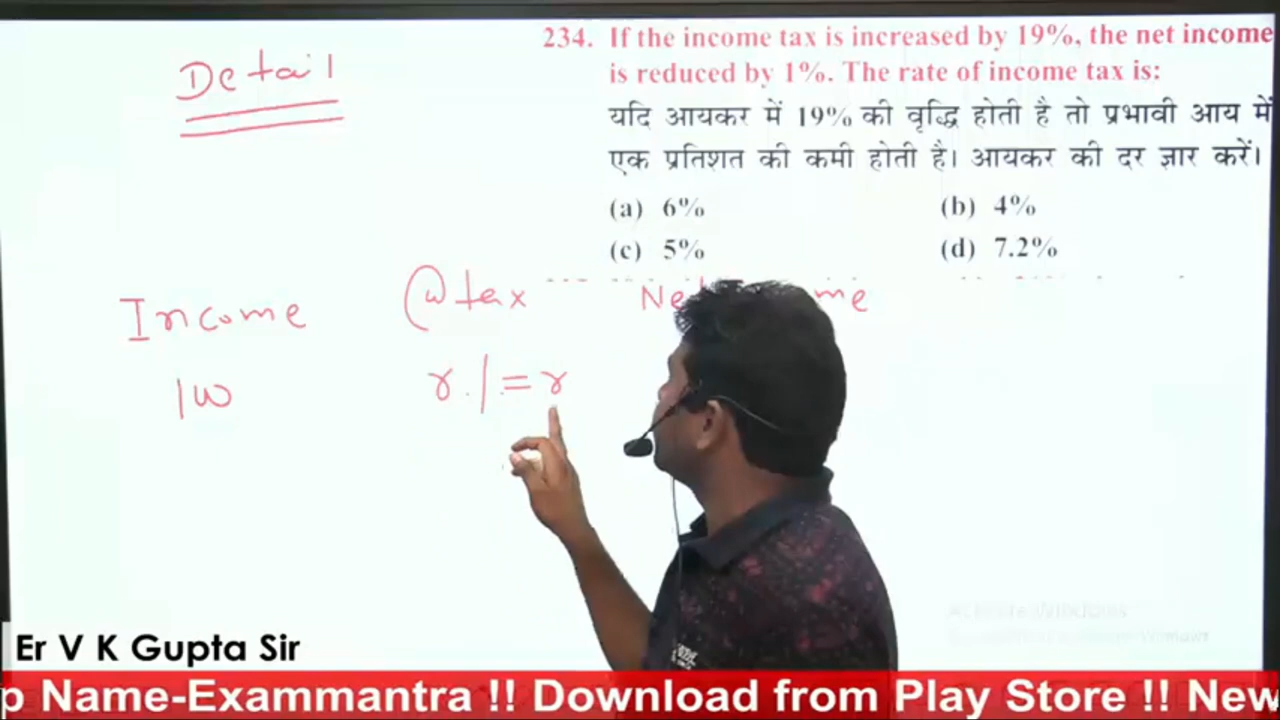 Detail
234. If the income tax is increased by 19%, the net income
is reduced by 1%. The rate of income tax is:
यदि आयकर में 19% की वृद्धि होती है तो प्रभावी आय में
एक प्रतिशत की कमी होती है। आयकर की दर ज्ञार करें।
(a) 6% (b) 4%
(c) 5% (d) 7.2%
Income @tax
100 r.%=r
Er V K Gupta Sir
p Name-Exammantra !! Download from Play Store !! New